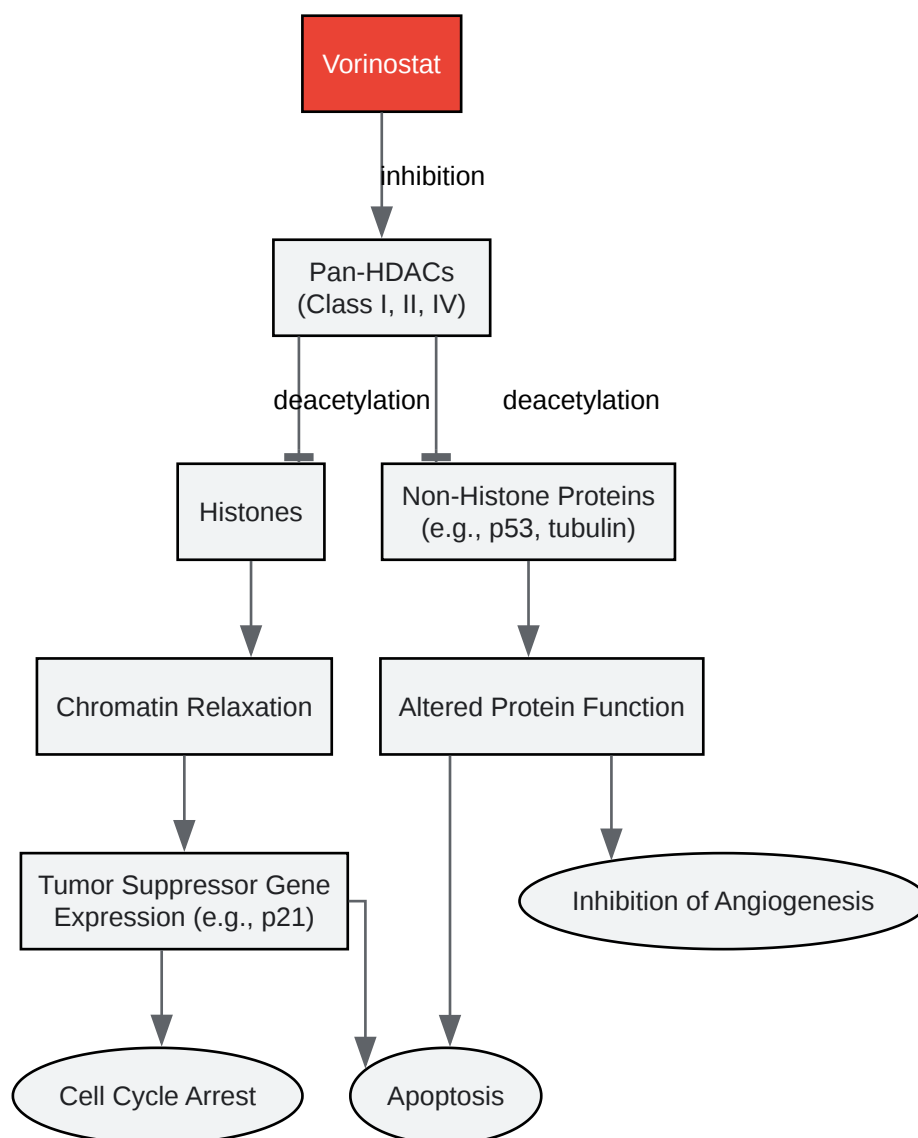 Vorinostat
inhibition
Pan-HDACs
(Class I, II, IV)
deacetylation
deacetylation
Histones
Non-Histone Proteins
(e.g., p53, tubulin)
Chromatin Relaxation
Altered Protein Function
Tumor Suppressor Gene
Expression (e.g., p21)
Inhibition of Angiogenesis
Cell Cycle Arrest
Apoptosis